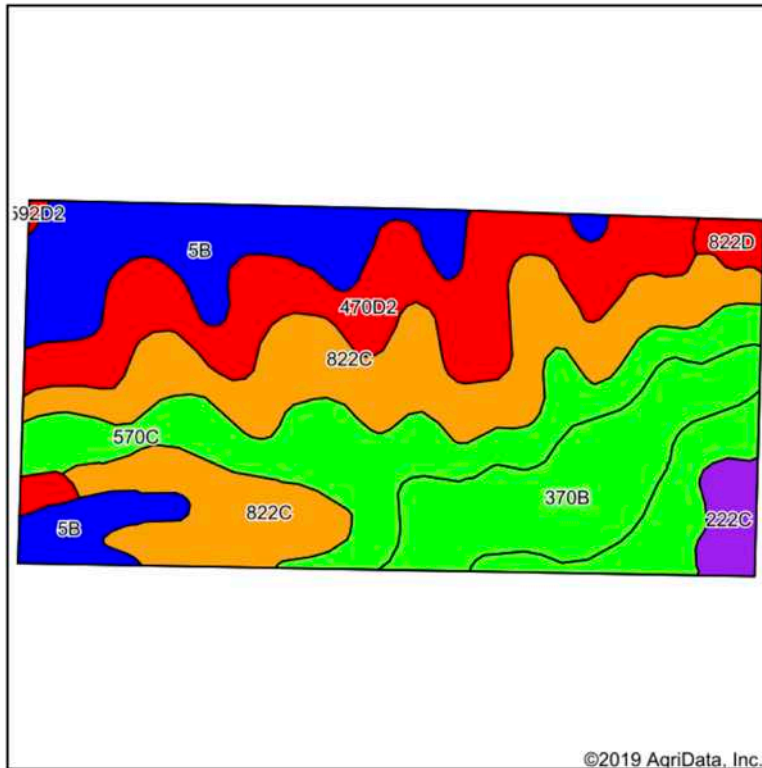 592D2
5B
822D
470D2
822C
570C
370B
822C
222C
5B
©2019 AgriData, Inc.